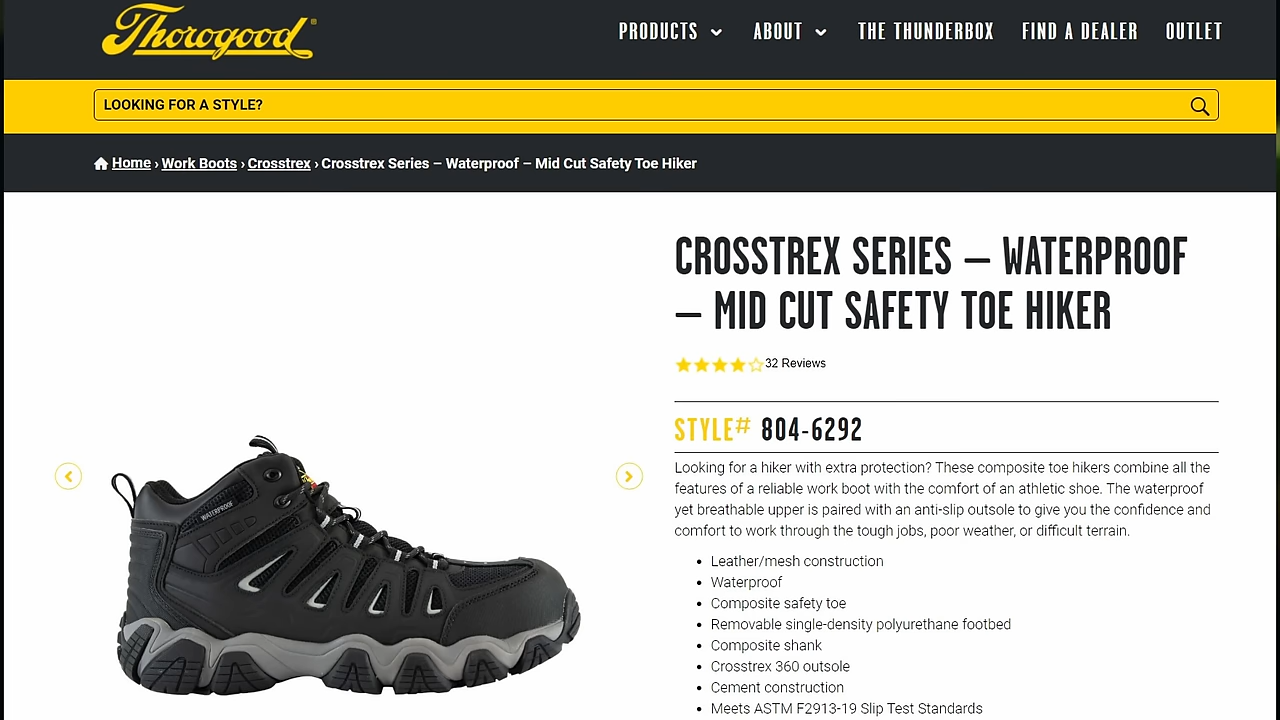 Thorogood®
PRODUCTS ABOUT THE THUNDERBOX FIND A DEALER OUTLET
LOOKING FOR A STYLE?
Home › Work Boots › Crosstrex › Crosstrex Series – Waterproof – Mid Cut Safety Toe Hiker
CROSSTREX SERIES – WATERPROOF
– MID CUT SAFETY TOE HIKER
32 Reviews
STYLE# 804-6292
Looking for a hiker with extra protection? These composite toe hikers combine all the
features of a reliable work boot with the comfort of an athletic shoe. The waterproof
yet breathable upper is paired with an anti-slip outsole to give you the confidence and
comfort to work through the tough jobs, poor weather, or difficult terrain.
• Leather/mesh construction
• Waterproof
• Composite safety toe
• Removable single-density polyurethane footbed
• Composite shank
• Crosstrex 360 outsole
• Cement construction
• Meets ASTM F2913-19 Slip Test Standards
WATERPROOF